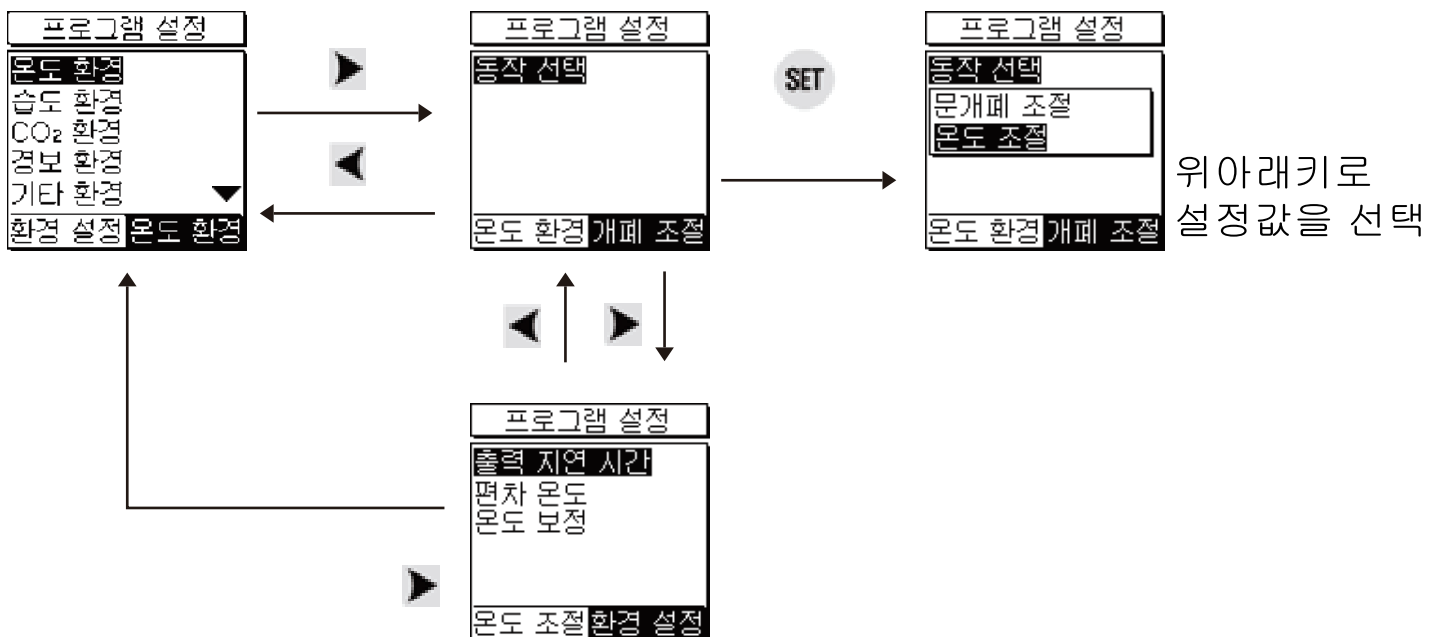 프로그램 설정
온도 환경
습도 환경
CO₂ 환경
경보 환경
기타 환경
환경 설정 온도 환경
프로그램 설정
동작 선택
온도 환경 개폐 조절
SET
프로그램 설정
동작 선택
문개폐 조절
온도 조절
온도 환경 개폐 조절
위아래키로
설정값을 선택
프로그램 설정
출력 지연 시간
편차 온도
온도 보정
온도 조절 환경 설정